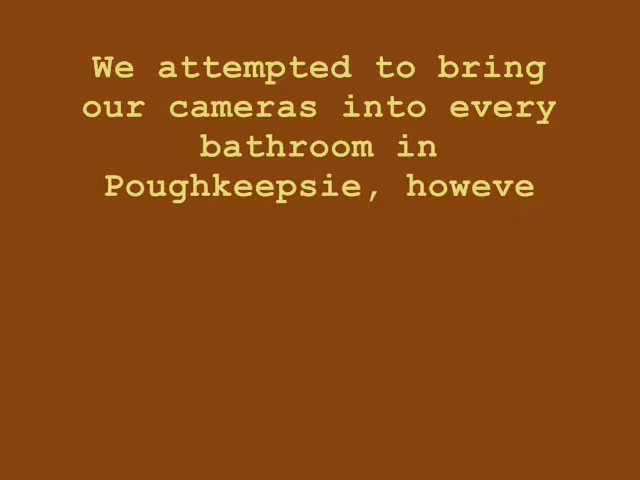 We attempted to bring
our cameras into every
bathroom in
Poughkeepsie, howeve